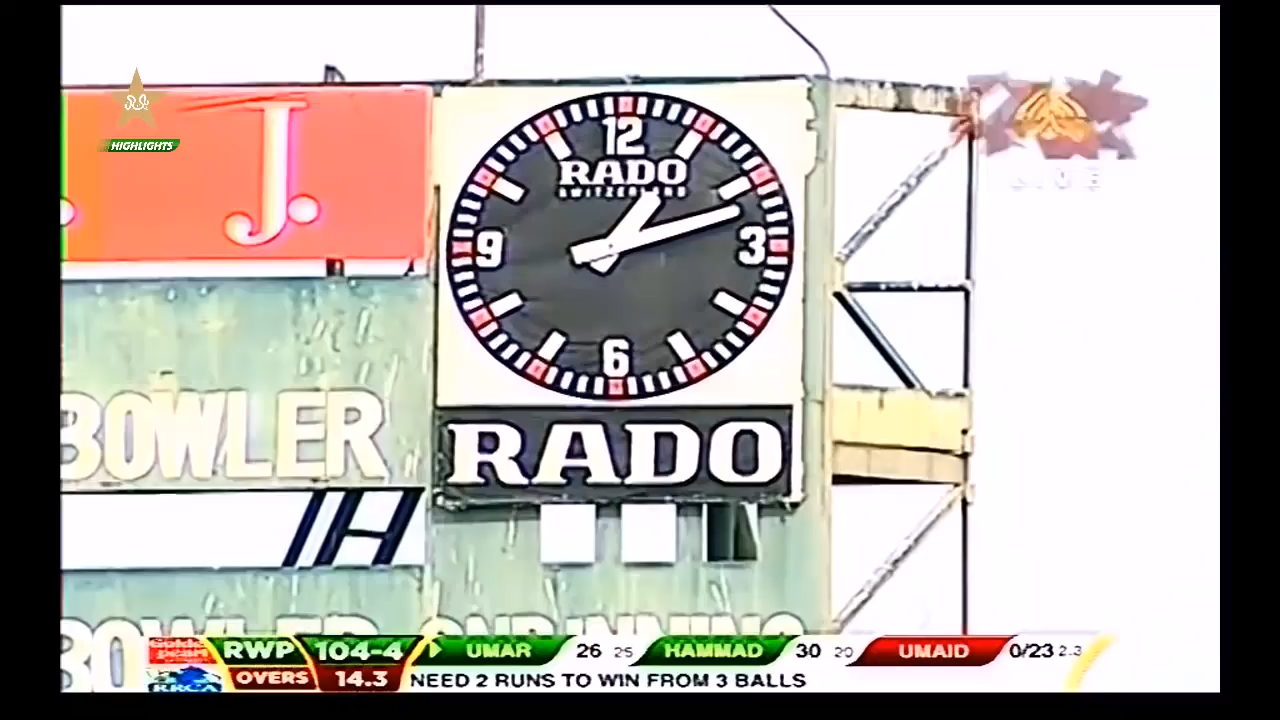 HIGHLIGHTS
J.
12
RADO
SWITZERLAND
9
3
6
BOWLER
RADO
RWP 104-4 UMAR 26 25 HAMMAD 30 20 UMAID 0/23 2.3
OVERS 14.3 NEED 2 RUNS TO WIN FROM 3 BALLS